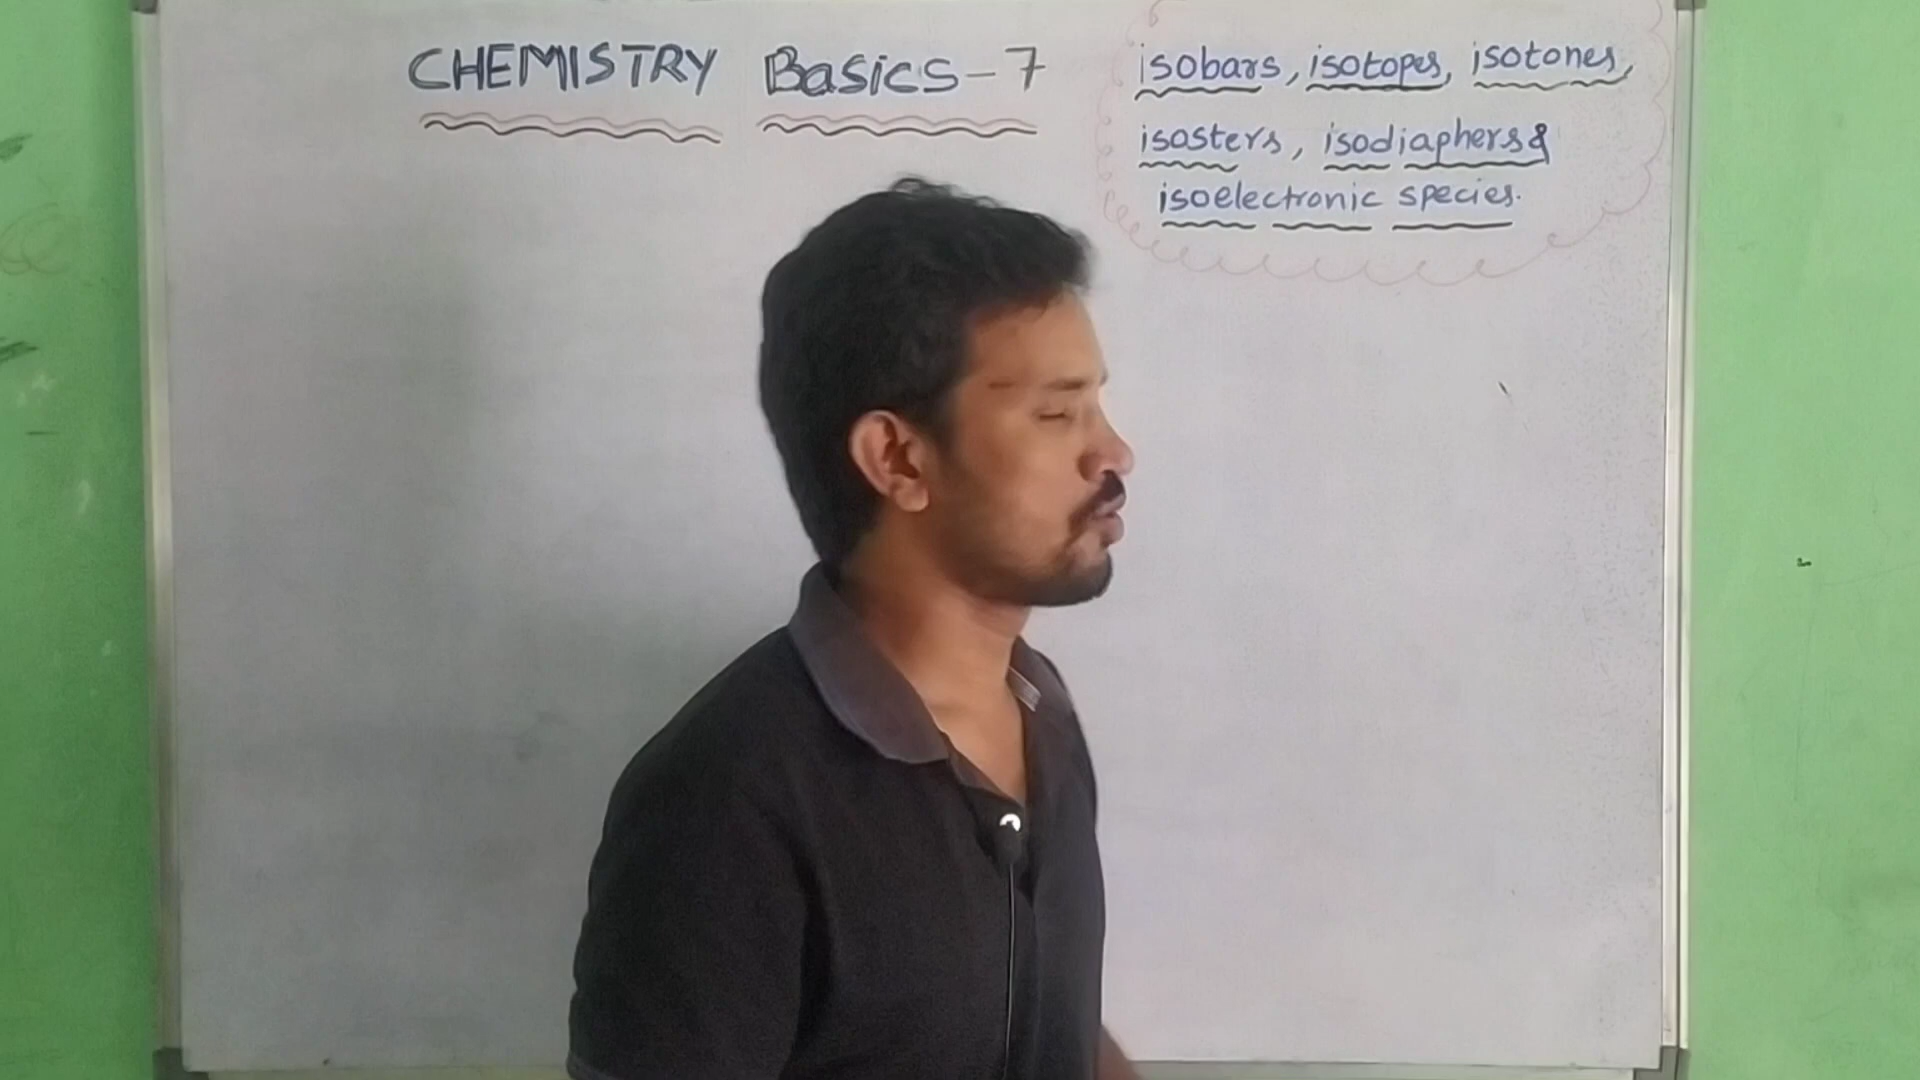 CHEMISTRY Basics-7
isobars, isotopes, isotones,
isosters, isodiaphers &
isoelectronic species.